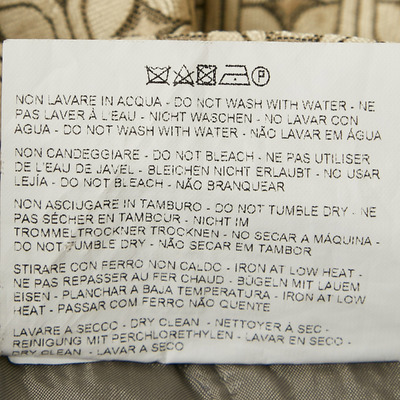 NON LAVARE IN ACQUA - DO NOT WASH WITH WATER - NE
PAS LAVER À L'EAU - NICHT WASCHEN - NO LAVAR CON
AGUA - DO NOT WASH WITH WATER - NÃO LAVAR EM ÁGUA
NON CANDEGGIARE - DO NOT BLEACH - NE PAS UTILISER
DE L'EAU DE JAVEL - BLEICHEN NICHT ERLAUBT - NO USAR
LEJÍA - DO NOT BLEACH - NÃO BRANQUEAR
NON ASCIUGARE IN TAMBURO - DO NOT TUMBLE DRY - NE
PAS SÉCHER EN TAMBOUR - NICHT IM
TROMMELTROCKNER TROCKNEN - NO SECAR A MÁQUINA -
DO NOT TUMBLE DRY - NÃO SECAR EM TAMBOR
STIRARE CON FERRO NON CALDO - IRON AT LOW HEAT -
NE PAS REPASSER AU FER CHAUD - BÜGELN MIT LAUEM
EISEN - PLANCHAR A BAJA TEMPERATURA - IRON AT LOW
HEAT - PASSAR COM FERRO NÃO QUENTE
LAVARE A SECCO - DRY CLEAN - NETTOYER À SEC -
REINIGUNG MIT PERCHLORETHYLEN - LAVAR EN SECO -
DRY CLEAN - LAVAR A SECO